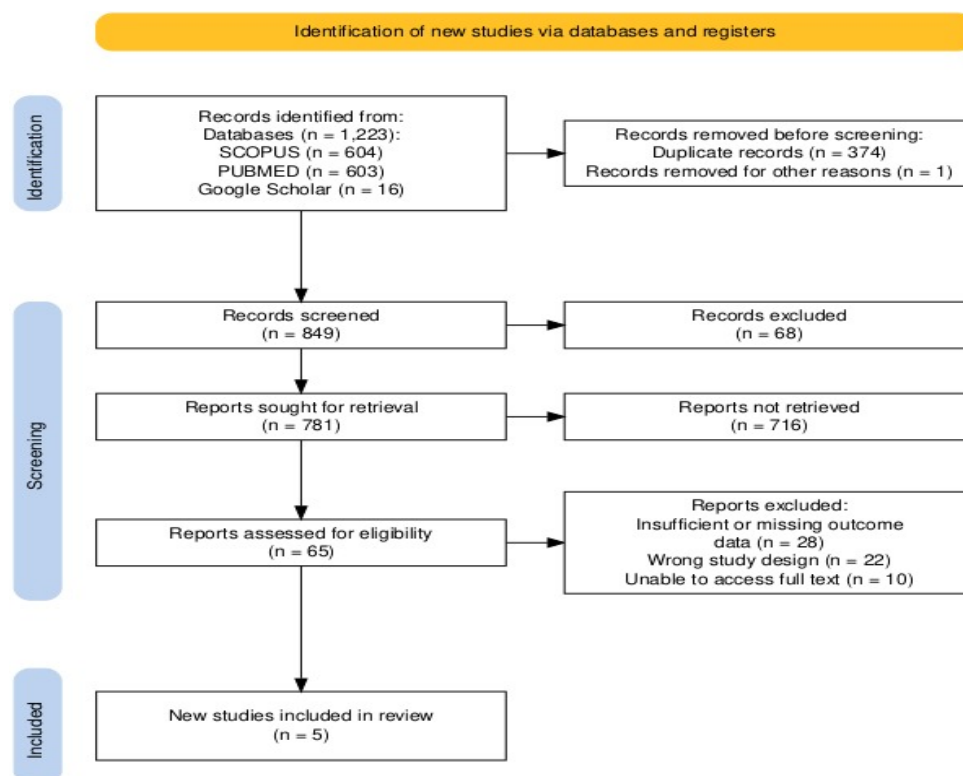 Identification of new studies via databases and registers
Identification
Records identified from:
Databases (n = 1,223):
SCOPUS (n = 604)
PUBMED (n = 603)
Google Scholar (n = 16)
Records removed before screening:
Duplicate records (n = 374)
Records removed for other reasons (n = 1)
Screening
Records screened
(n = 849)
Records excluded
(n = 68)
Reports sought for retrieval
(n = 781)
Reports not retrieved
(n = 716)
Reports assessed for eligibility
(n = 65)
Reports excluded:
Insufficient or missing outcome
data (n = 28)
Wrong study design (n = 22)
Unable to access full text (n = 10)
Included
New studies included in review
(n = 5)